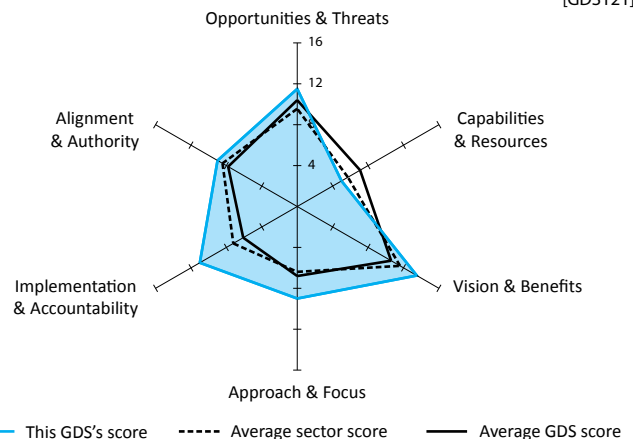 [GDS121]
Opportunities & Threats
16
12
4
Alignment
& Authority
Capabilities
& Resources
Implementation
& Accountability
Vision & Benefits
Approach & Focus
This GDS's score
Average sector score
Average GDS score